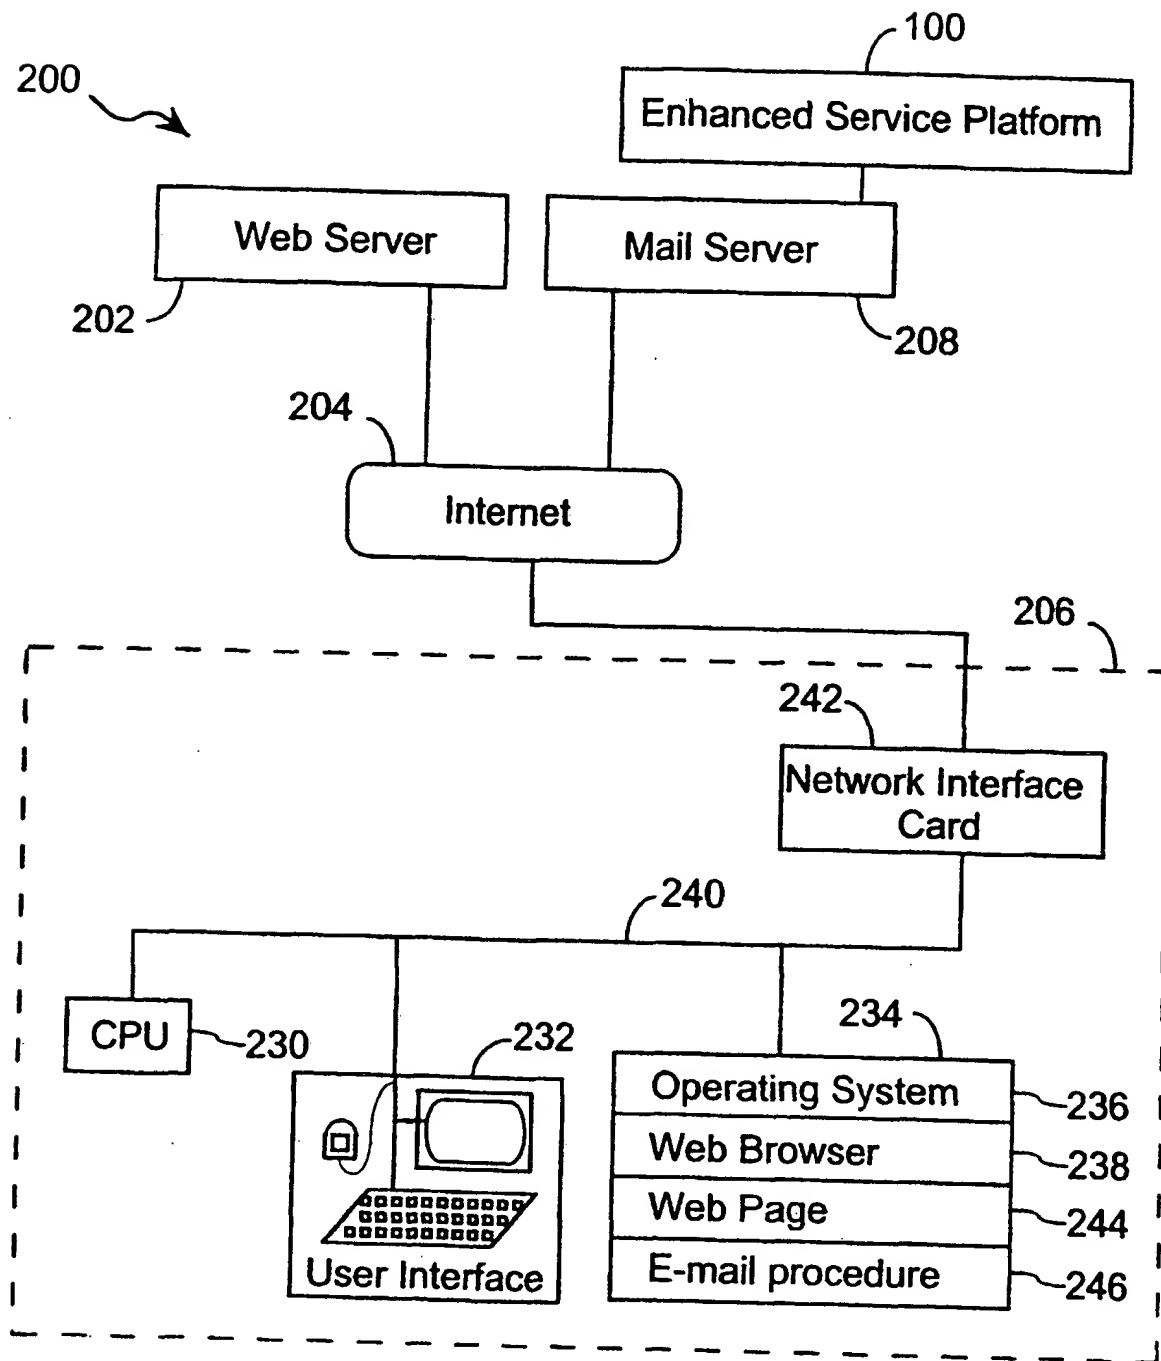 100
200
Enhanced Service Platform
Web Server
Mail Server
202
208
204
Internet
206
242
Network Interface
Card
240
CPU
230
232
234
Operating System
236
Web Browser
238
Web Page
244
E-mail procedure
246
User Interface